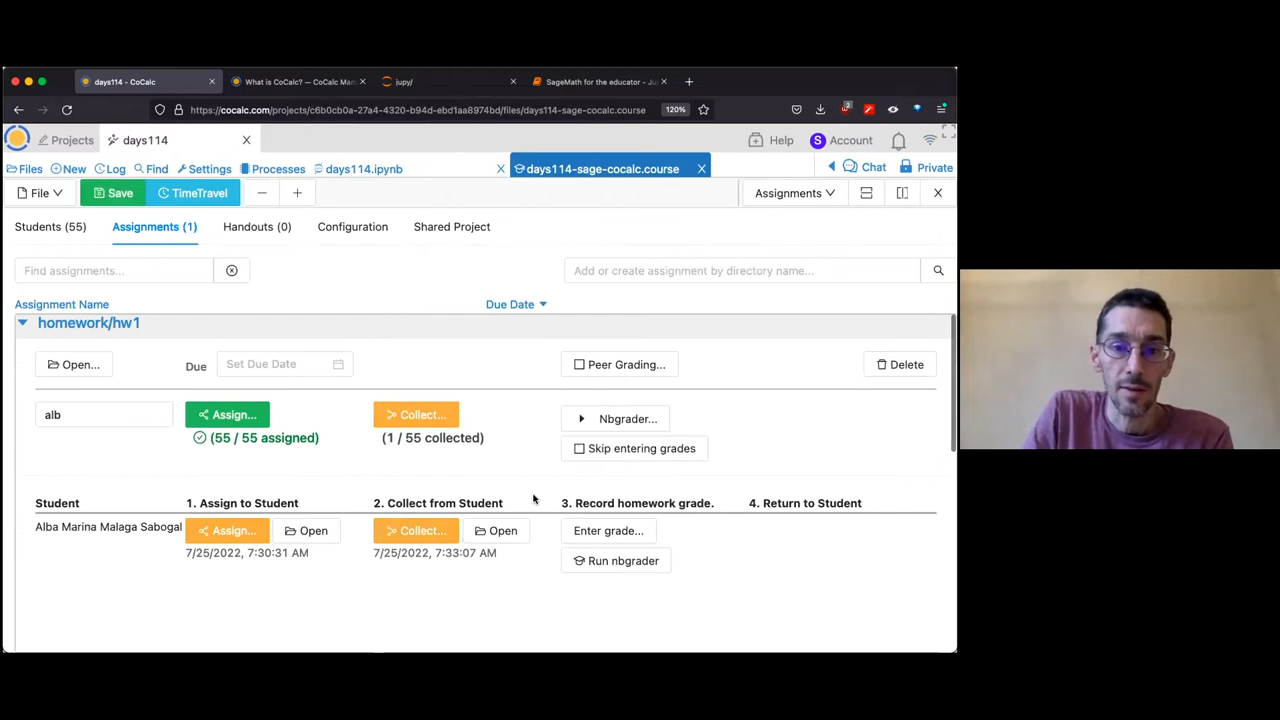 days114 - CoCalc
What is CoCalc? — CoCalc Man
jupy/
SageMath for the educator - Ju
https://cocalc.com/projects/c6b0cb0a-27a4-4320-b94d-ebd1aa8974bd/files/days114-sage-cocalc.course
120%
2
Projects
days114
Help
S
Account
Files
New
Log
Find
Settings
Processes
days114.ipynb
days114-sage-cocalc.course
Chat
Private
File
Save
TimeTravel
Assignments
Students (55)
Assignments (1)
Handouts (0)
Configuration
Shared Project
Find assignments...
Add or create assignment by directory name...
Assignment Name
Due Date
homework/hw1
Open...
Due
Set Due Date
Peer Grading...
Delete
alb
Assign...
Collect...
Nbgrader...
(55 / 55 assigned)
(1 / 55 collected)
Skip entering grades
Student
1. Assign to Student
2. Collect from Student
3. Record homework grade.
4. Return to Student
Alba Marina Malaga Sabogal
Assign...
Open
Collect...
Open
Enter grade...
7/25/2022, 7:30:31 AM
7/25/2022, 7:33:07 AM
Run nbgrader